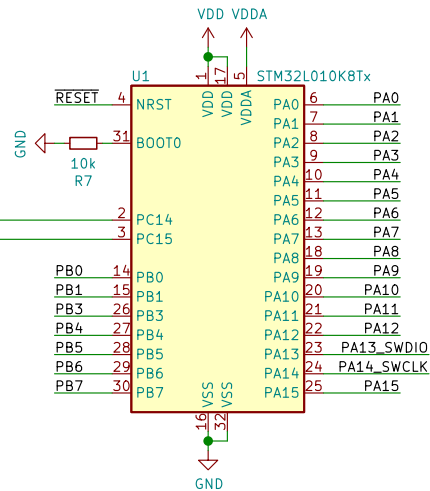 VDD VDDA
1 17 5
U1 STM32L010K8Tx
VDD VDD VDDA
RESET 4 NRST PA0 6 PA0
PA1 7 PA1
GND 31 BOOT0 PA2 8 PA2
10k PA3 9 PA3
R7 PA4 10 PA4
PA5 11 PA5
2 PC14 PA6 12 PA6
3 PC15 PA7 13 PA7
PA8 18 PA8
PB0 14 PB0 PA9 19 PA9
PB1 15 PB1 PA10 20 PA10
PB3 26 PB3 PA11 21 PA11
PB4 27 PB4 PA12 22 PA12
PB5 28 PB5 PA13 23 PA13_SWDIO
PB6 29 PB6 PA14 24 PA14_SWCLK
PB7 30 PB7 PA15 25 PA15
VSS VSS
16 32
GND